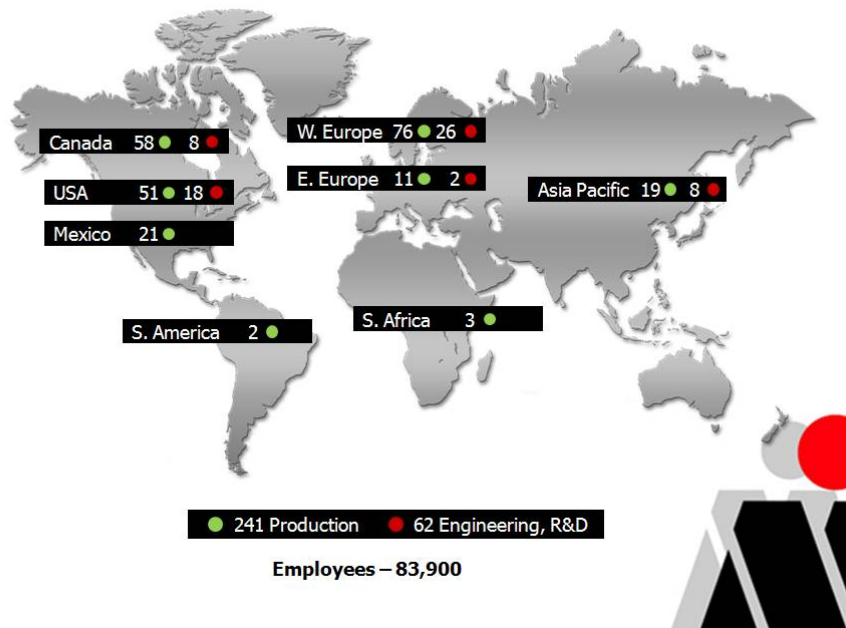 Canada 58 8
USA 51 18
Mexico 21
W. Europe 76 26
E. Europe 11 2
Asia Pacific 19 8
S. America 2
S. Africa 3
241 Production 62 Engineering, R&D
Employees – 83,900